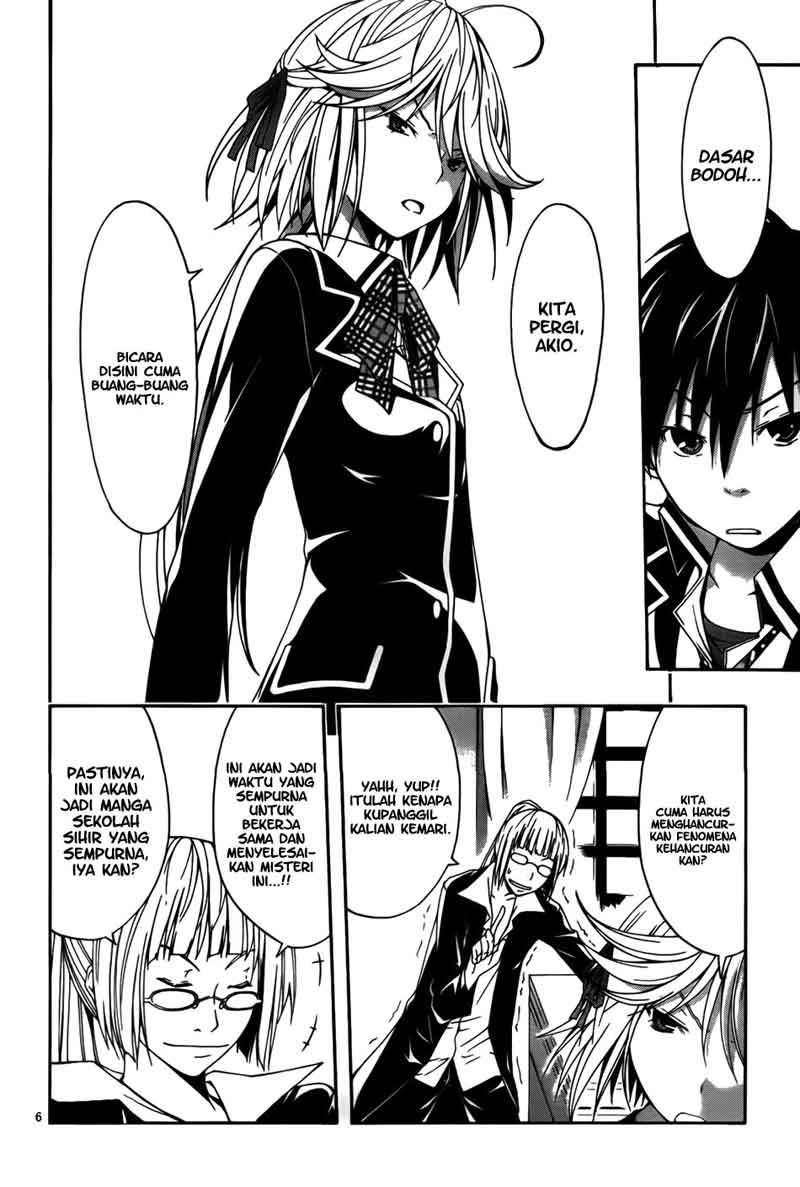 DASAR
BODOH...
KITA
PERGI,
AKIO.
BICARA
DISINI CUMA
BUANG-BUANG
WAKTU.
KITA
CUMA HARUS
MENGHANCUR-
KAN FENOMENA
KEHANCURAN
KAN?
YAHH, YUP!!
ITULAH KENAPA
KUPANGGIL
KALIAN KEMARI.
INI AKAN JADI
WAKTU YANG
SEMPURNA
UNTUK
BEKERJA
SAMA DAN
MENYELESAI-
KAN MISTERI
INI...!!
PASTINYA,
INI AKAN
JADI MANGA
SEKOLAH
SIHIR YANG
SEMPURNA,
IYA KAN?
6